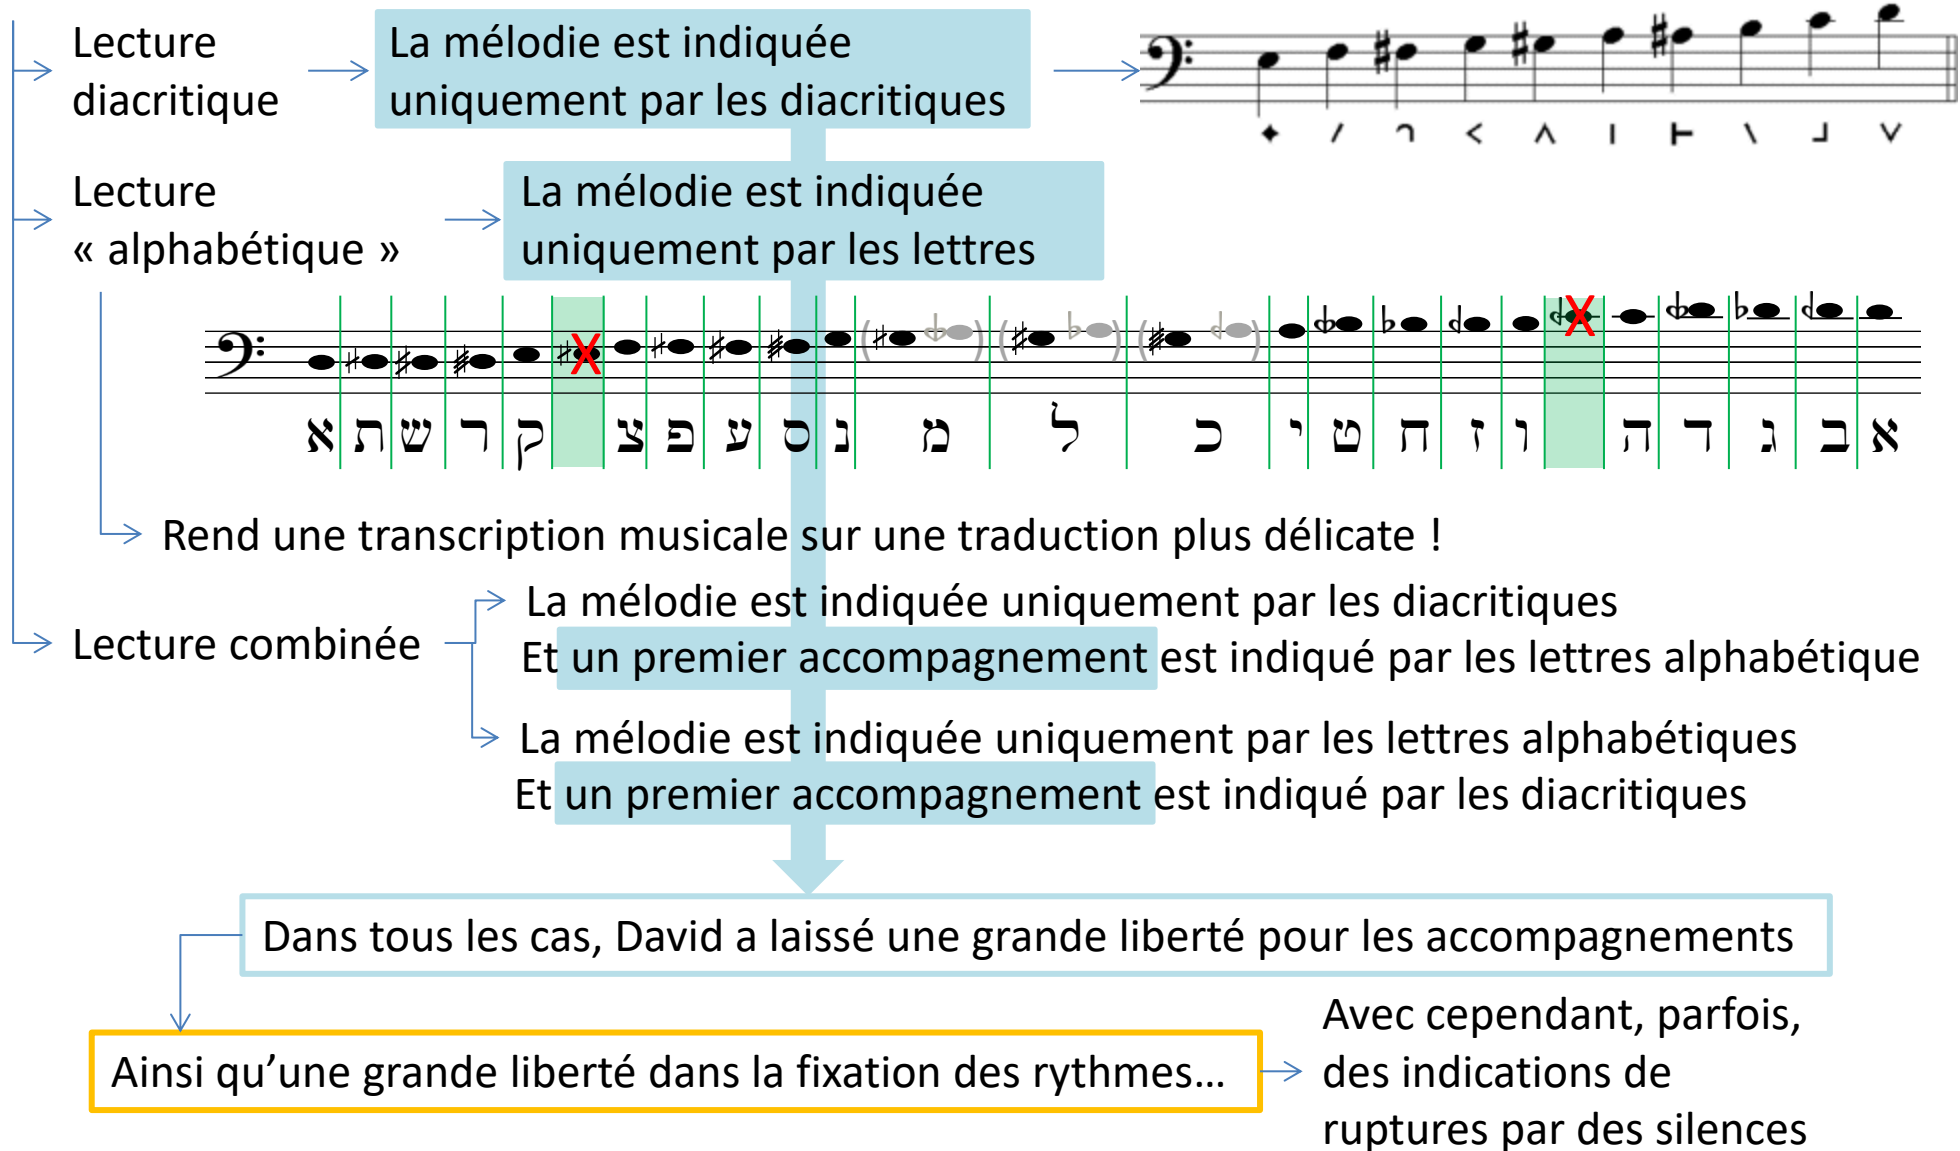 Lecture
diacritique
La mélodie est indiquée
uniquement par les diacritiques
Lecture
« alphabétique »
La mélodie est indiquée
uniquement par les lettres
א ת ש ר ק צ פ ע ס נ מ ל כ י ט ח ז ו ה ד ג ב א
Rend une transcription musicale sur une traduction plus délicate !
Lecture combinée
La mélodie est indiquée uniquement par les diacritiques
Et un premier accompagnement est indiqué par les lettres alphabétique
La mélodie est indiquée uniquement par les lettres alphabétiques
Et un premier accompagnement est indiqué par les diacritiques
Dans tous les cas, David a laissé une grande liberté pour les accompagnements
Ainsi qu’une grande liberté dans la fixation des rythmes…
Avec cependant, parfois,
des indications de
ruptures par des silences